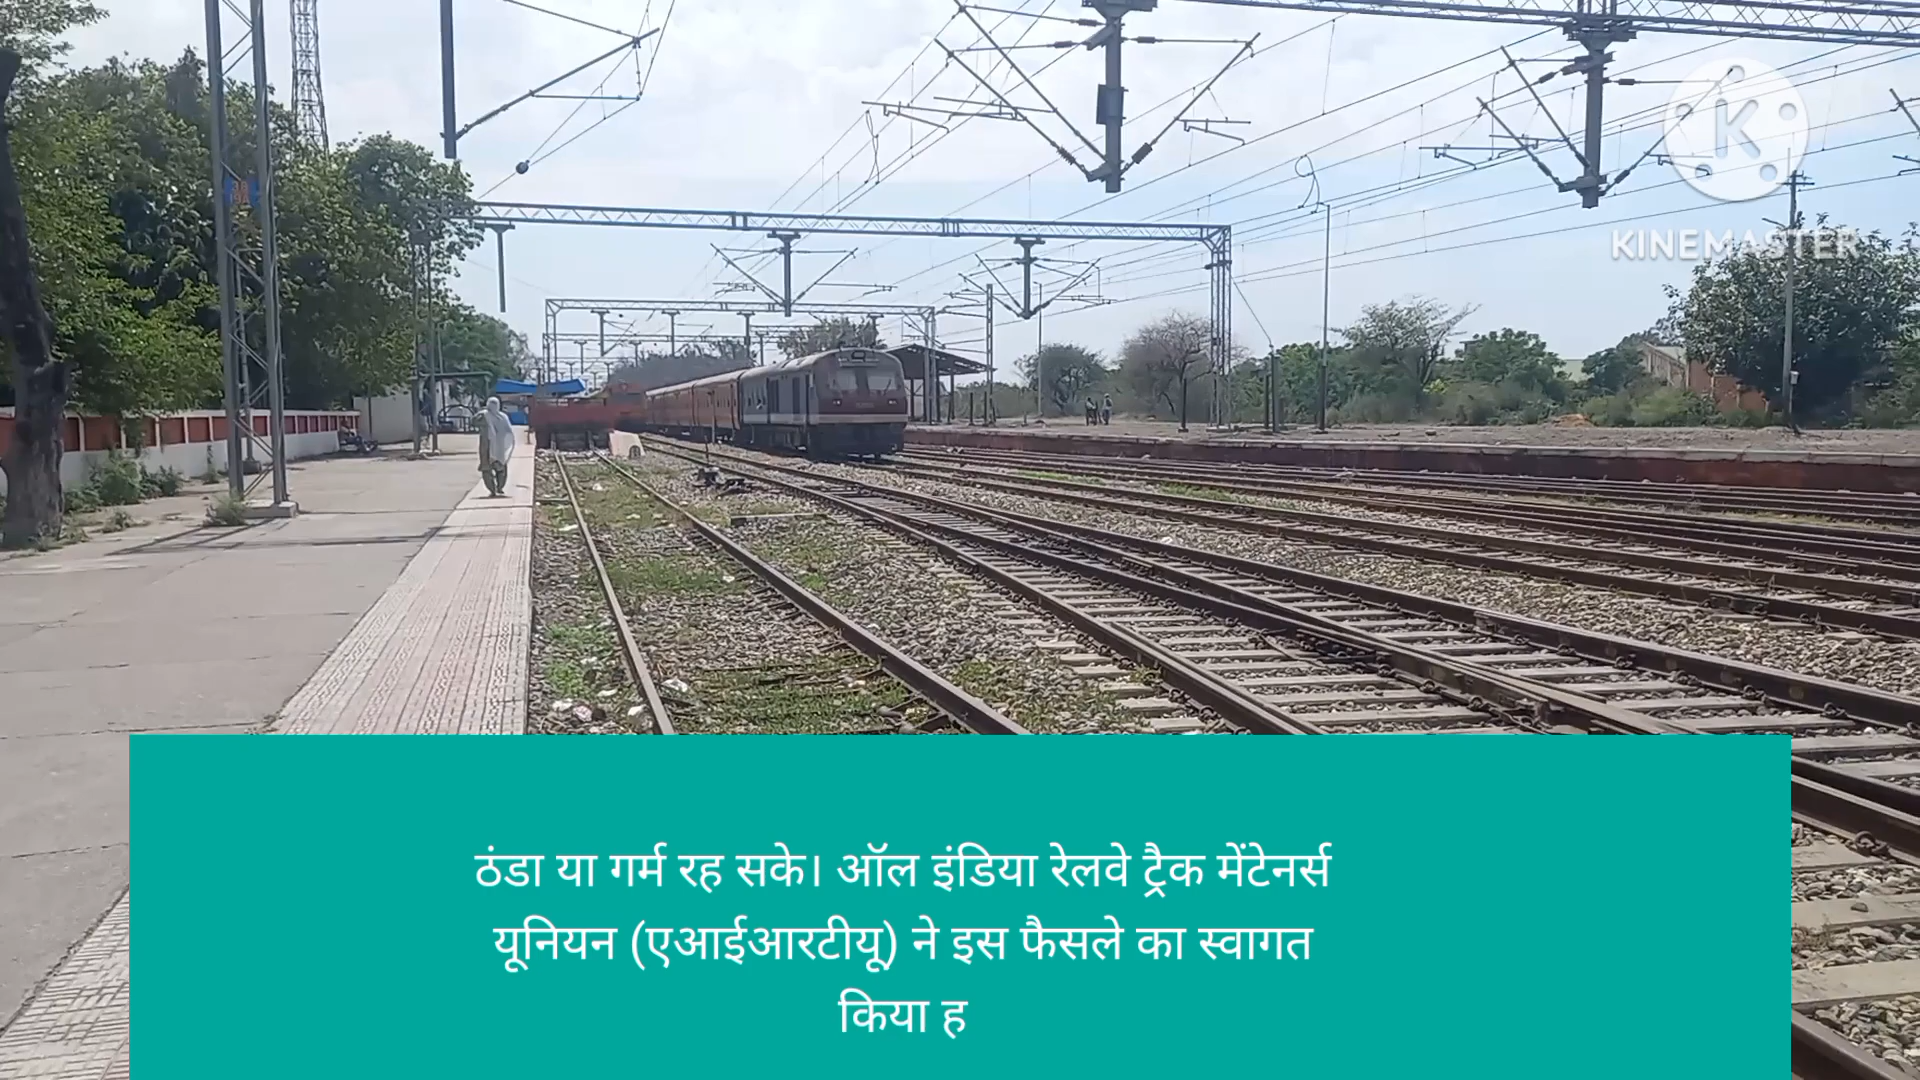 K
KINEMASTER
ठंडा या गर्म रह सके। ऑल इंडिया रेलवे ट्रैक मेंटेनर्स
यूनियन (एआईआरटीयू) ने इस फैसले का स्वागत
किया ह